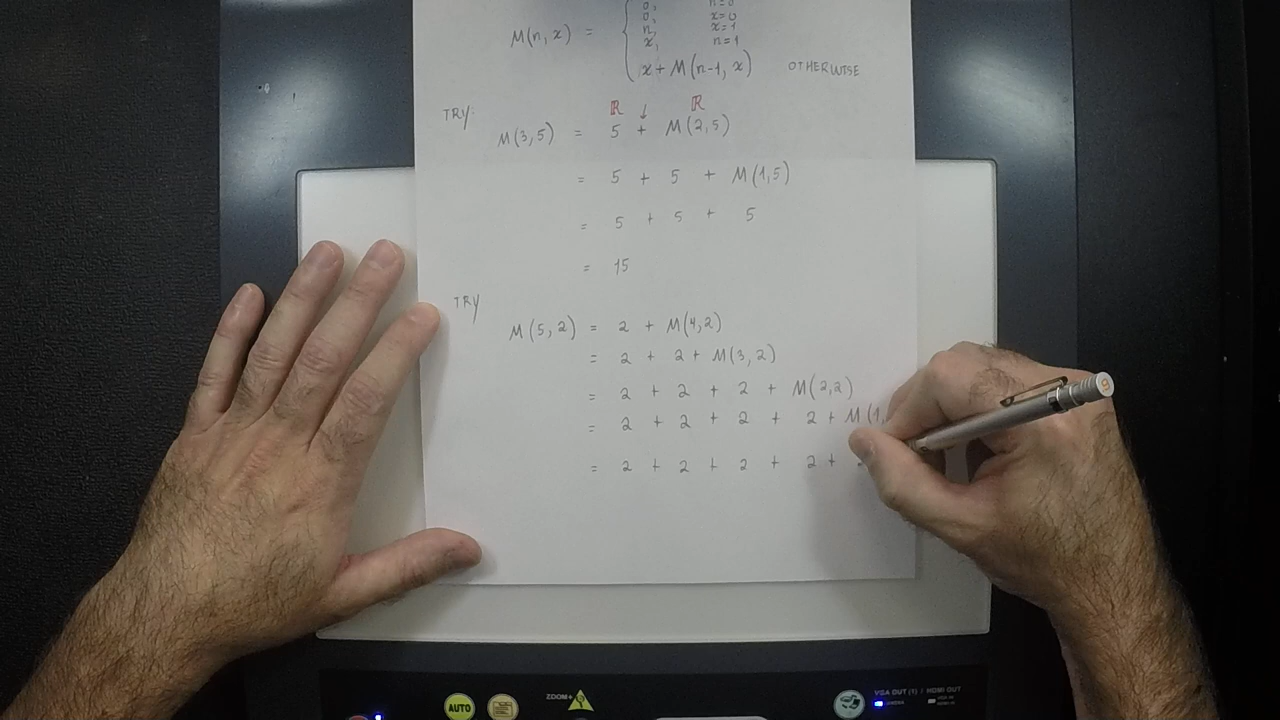 0, n=0
0, x=0
n, x=1
M(n, x) =
x, n=1
x + M(n-1, x) OTHERWISE
ℝ ↓ ℝ
TRY:
M(3,5) = 5 + M(2,5)
= 5 + 5 + M(1,5)
= 5 + 5 + 5
= 15
TRY
M(5,2) = 2 + M(4,2)
= 2 + 2 + M(3,2)
= 2 + 2 + 2 + M(2,2)
= 2 + 2 + 2 + 2 + M(1,
= 2 + 2 + 2 + 2 +
9
AUTO
ZOOM+
VGA OUT (1) / HDMI OUT